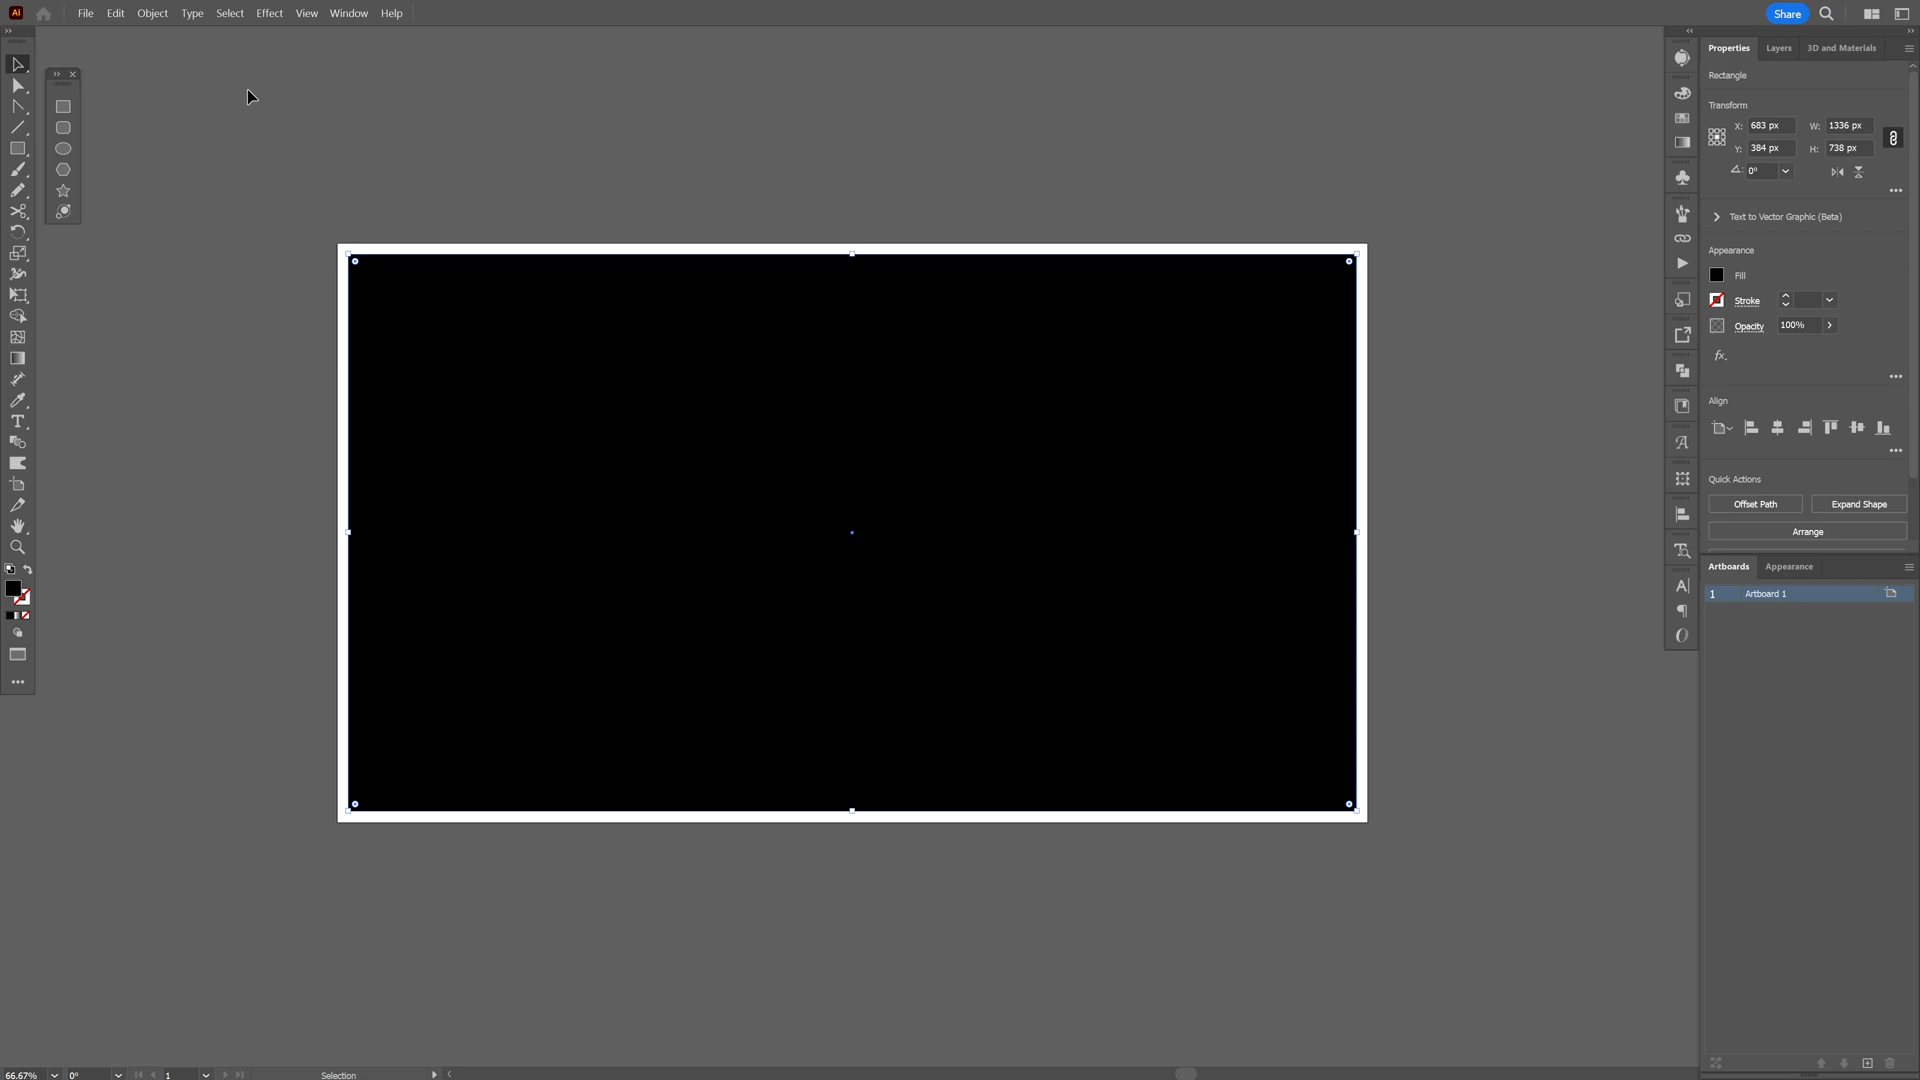 Ai File Edit Object Type Select Effect View Window Help Share
Properties Layers 3D and Materials
Rectangle
Transform
X: 683 px W: 1336 px
Y: 384 px H: 738 px
0°
Text to Vector Graphic (Beta)
Appearance
Fill
Stroke
Opacity 100%
fx.
Align
Quick Actions
Offset Path Expand Shape
Arrange
Artboards Appearance
1 Artboard 1
66.67% 0° 1 Selection